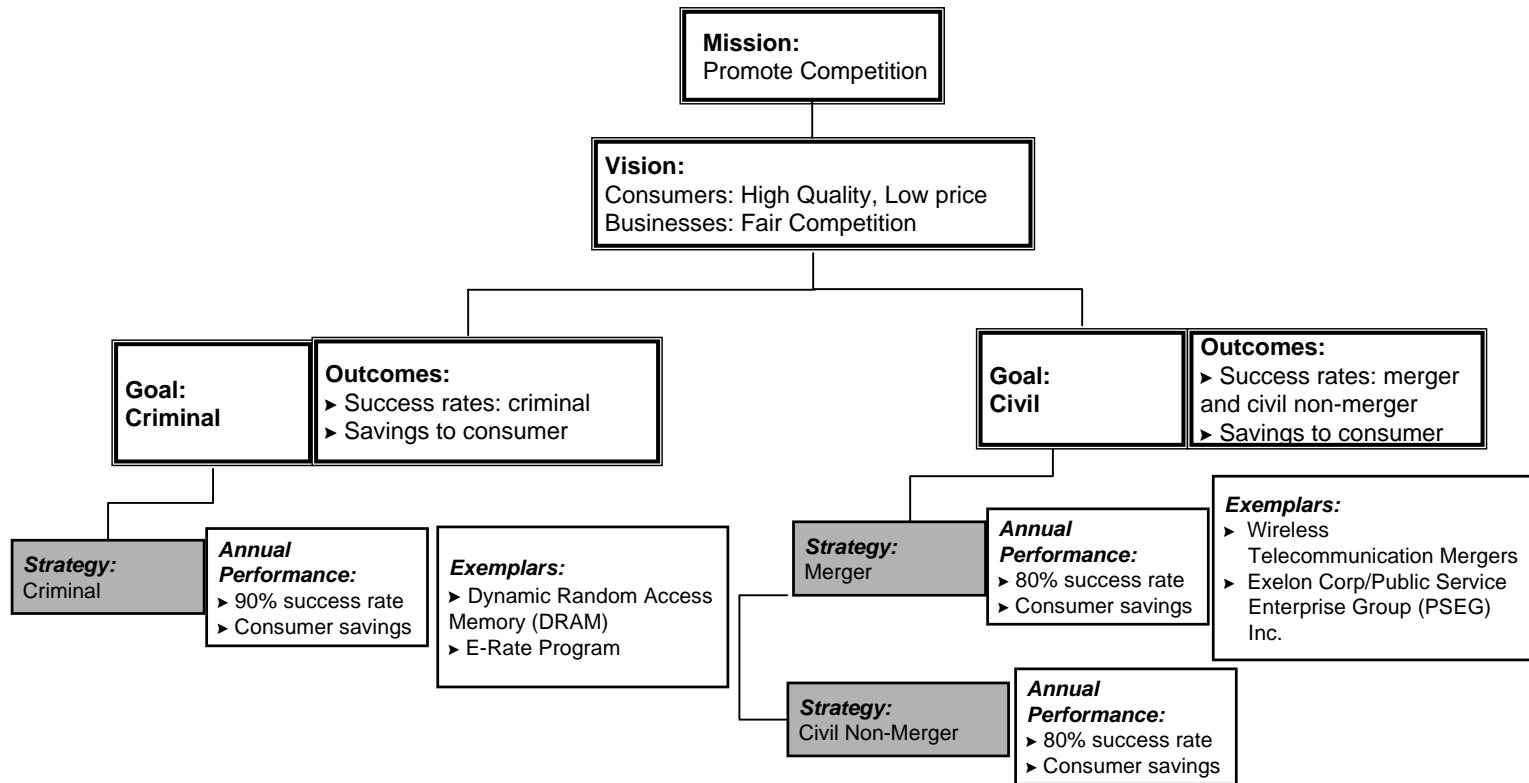 Mission:
Promote Competition
Vision:
Consumers: High Quality, Low price
Businesses: Fair Competition
Goal:
Criminal
Outcomes:
➤ Success rates: criminal
➤ Savings to consumer
Goal:
Civil
Outcomes:
➤ Success rates: merger
and civil non-merger
➤ Savings to consumer
Strategy:
Criminal
Annual
Performance:
➤ 90% success rate
➤ Consumer savings
Exemplars:
➤ Dynamic Random Access
Memory (DRAM)
➤ E-Rate Program
Strategy:
Merger
Annual
Performance:
➤ 80% success rate
➤ Consumer savings
Exemplars:
➤ Wireless
Telecommunication Mergers
➤ Exelon Corp/Public Service
Enterprise Group (PSEG)
Inc.
Strategy:
Civil Non-Merger
Annual
Performance:
➤ 80% success rate
➤ Consumer savings